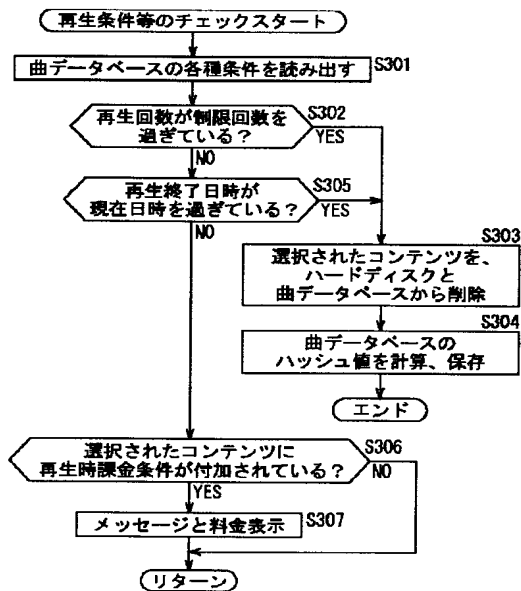 再生条件等のチェックスタート
曲データベースの各種条件を読み出す
S301
再生回数が制限回数を
過ぎている?
S302
YES
NO
再生終了日時が
現在日時を過ぎている?
S305
YES
NO
S303
選択されたコンテンツを、
ハードディスクと
曲データベースから削除
S304
曲データベースの
ハッシュ値を計算、保存
エンド
選択されたコンテンツに
再生時課金条件が付加されている?
S306
NO
YES
メッセージと料金表示
S307
リターン